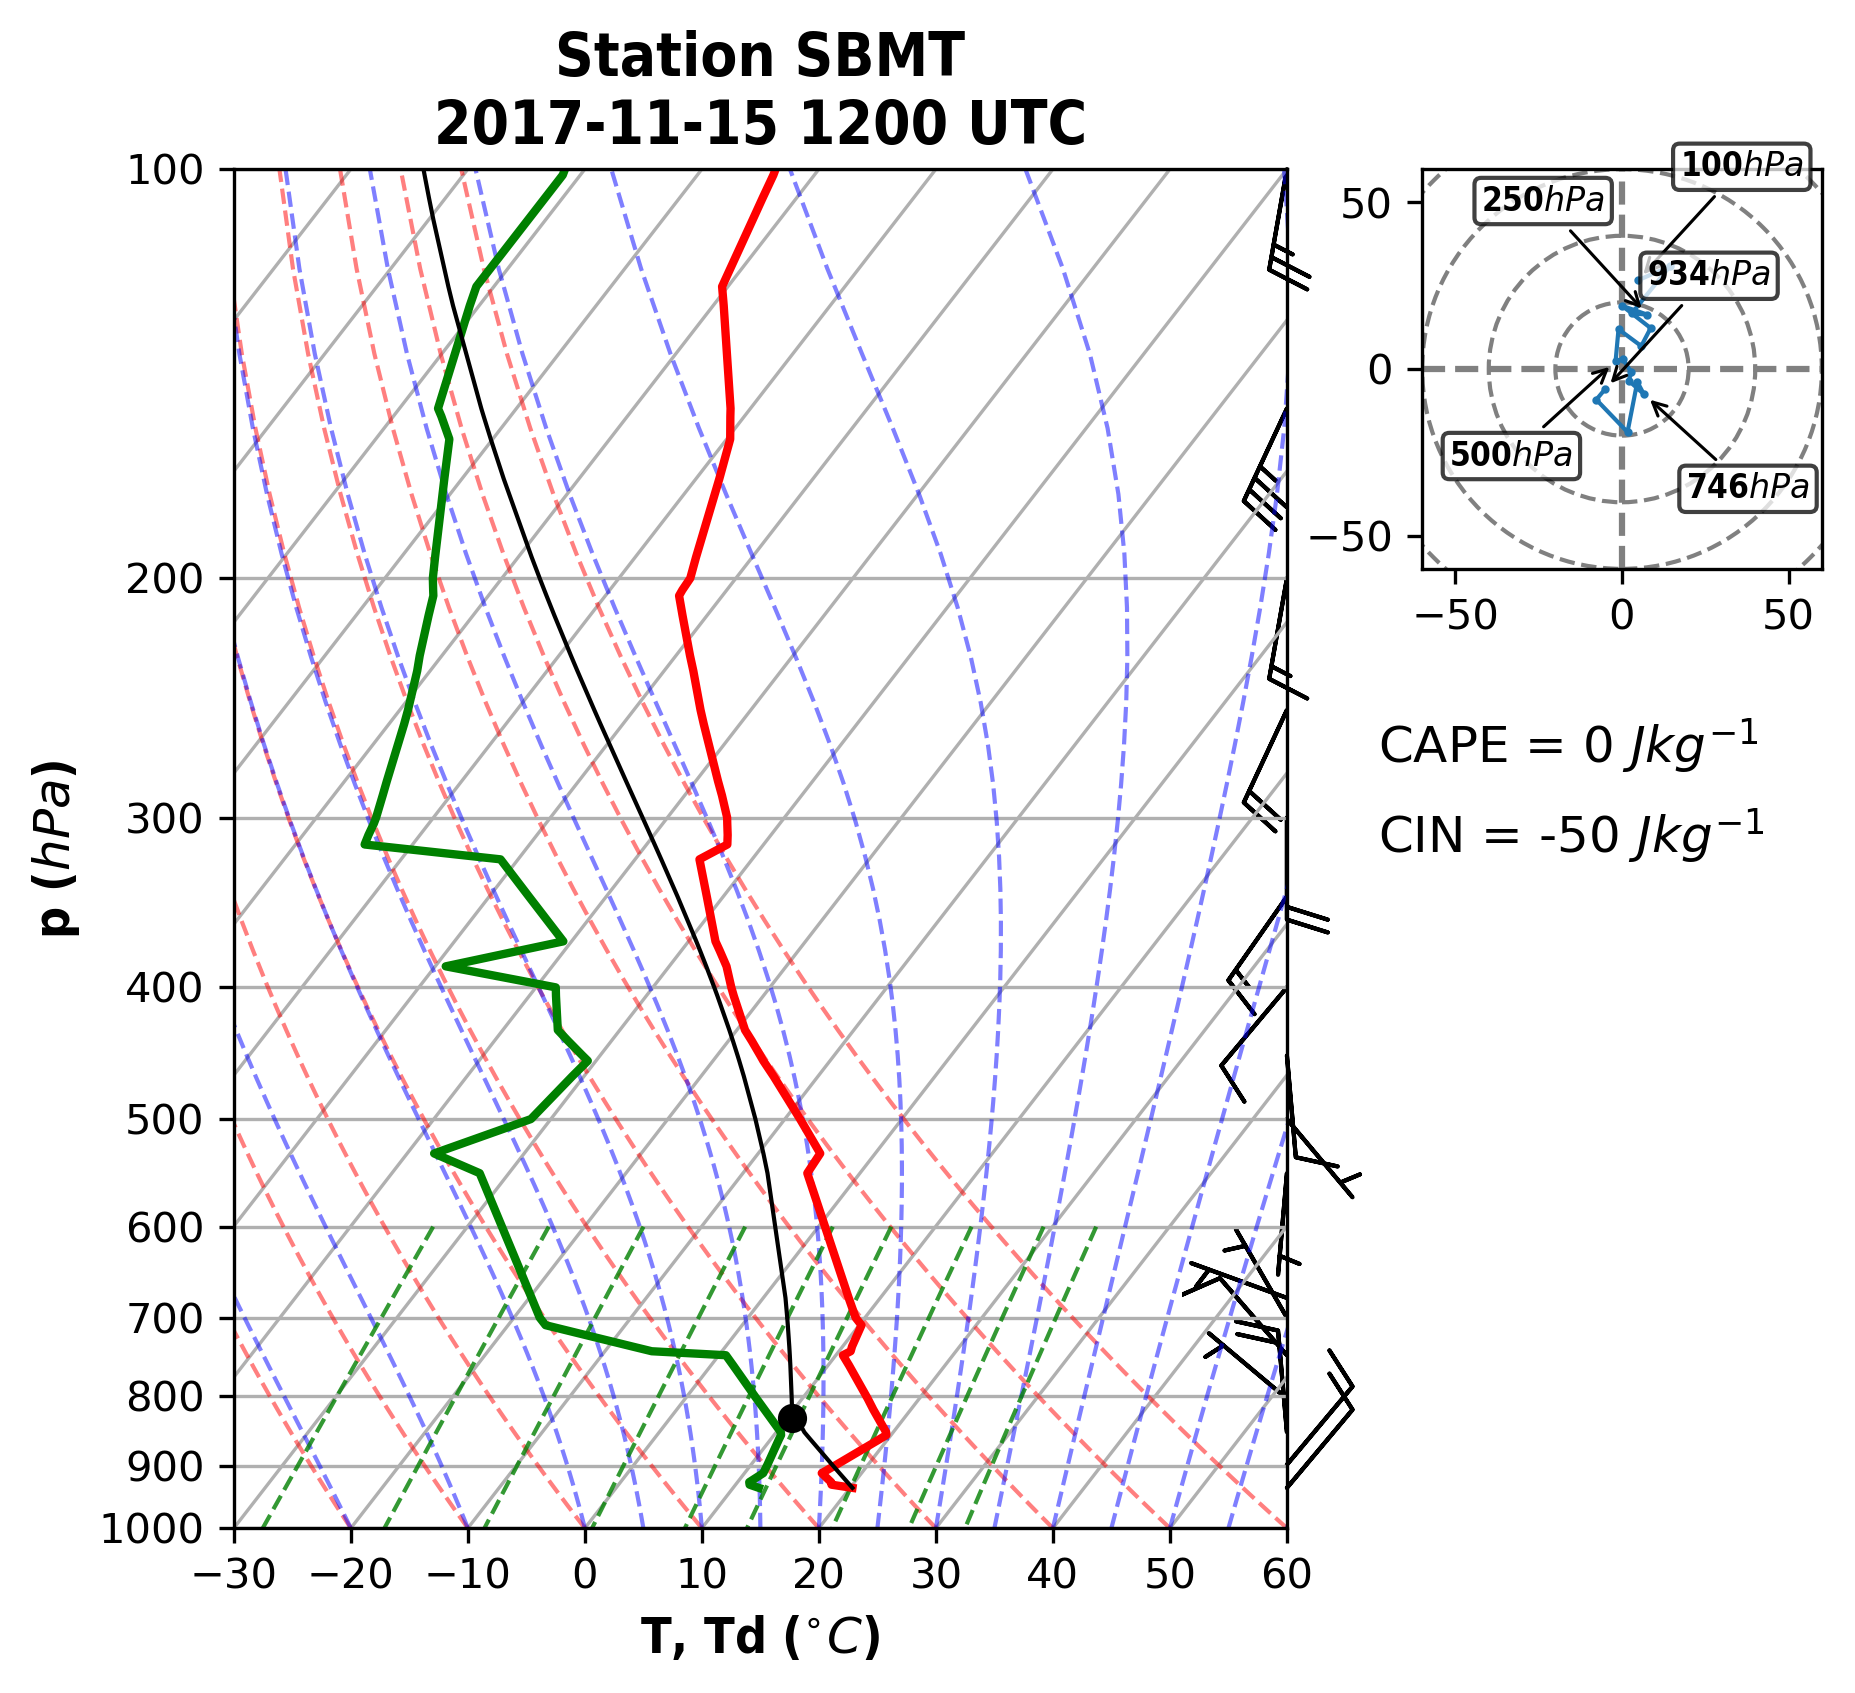 Station SBMT
2017-11-15 1200 UTC
100
200
300
400
500
600
700
800
900
1000
p (hPa)
−30 −20 −10 0 10 20 30 40 50 60
T, Td (°C)
50
0
−50
−50 0 50
100hPa
250hPa
934hPa
500hPa
746hPa
CAPE = 0 Jkg⁻¹
CIN = -50 Jkg⁻¹